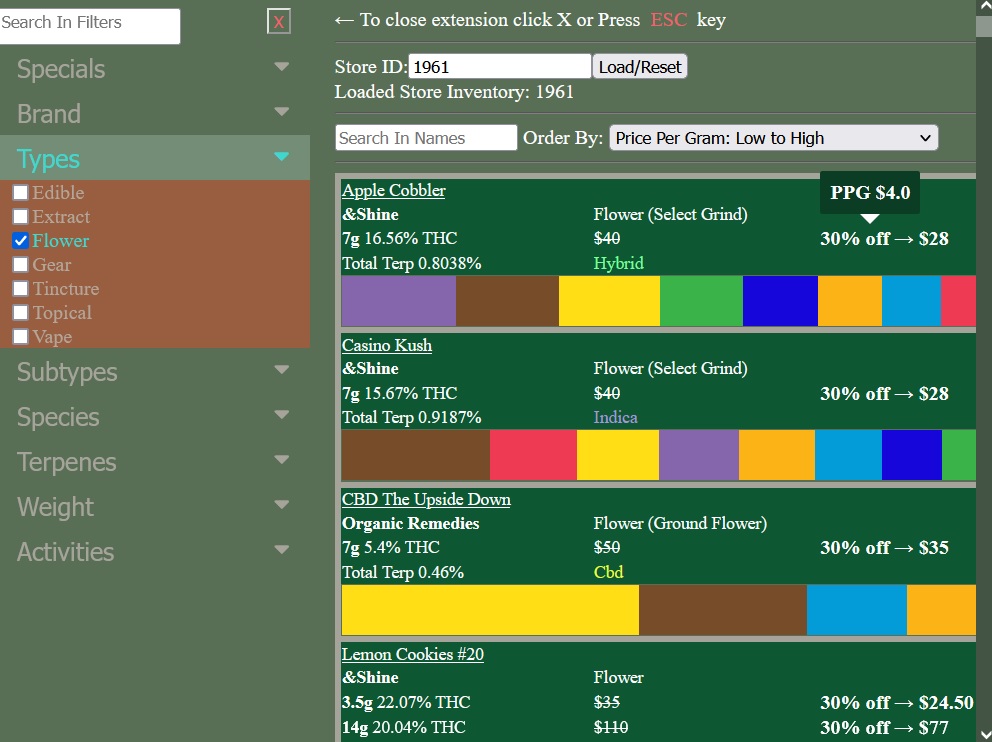 Search In Filters
X
Specials
Brand
Types
Edible
Extract
Flower
Gear
Tincture
Topical
Vape
Subtypes
Species
Terpenes
Weight
Activities
← To close extension click X or Press ESC key
Store ID: 1961 Load/Reset
Loaded Store Inventory: 1961
Search In Names Order By: Price Per Gram: Low to High
Apple Cobbler
PPG $4.0
&Shine Flower (Select Grind)
7g 16.56% THC $40 30% off → $28
Total Terp 0.8038% Hybrid
Casino Kush
&Shine Flower (Select Grind)
7g 15.67% THC $40 30% off → $28
Total Terp 0.9187% Indica
CBD The Upside Down
Organic Remedies Flower (Ground Flower)
7g 5.4% THC $50 30% off → $35
Total Terp 0.46% Cbd
Lemon Cookies #20
&Shine Flower
3.5g 22.07% THC $35 30% off → $24.50
14g 20.04% THC $110 30% off → $77